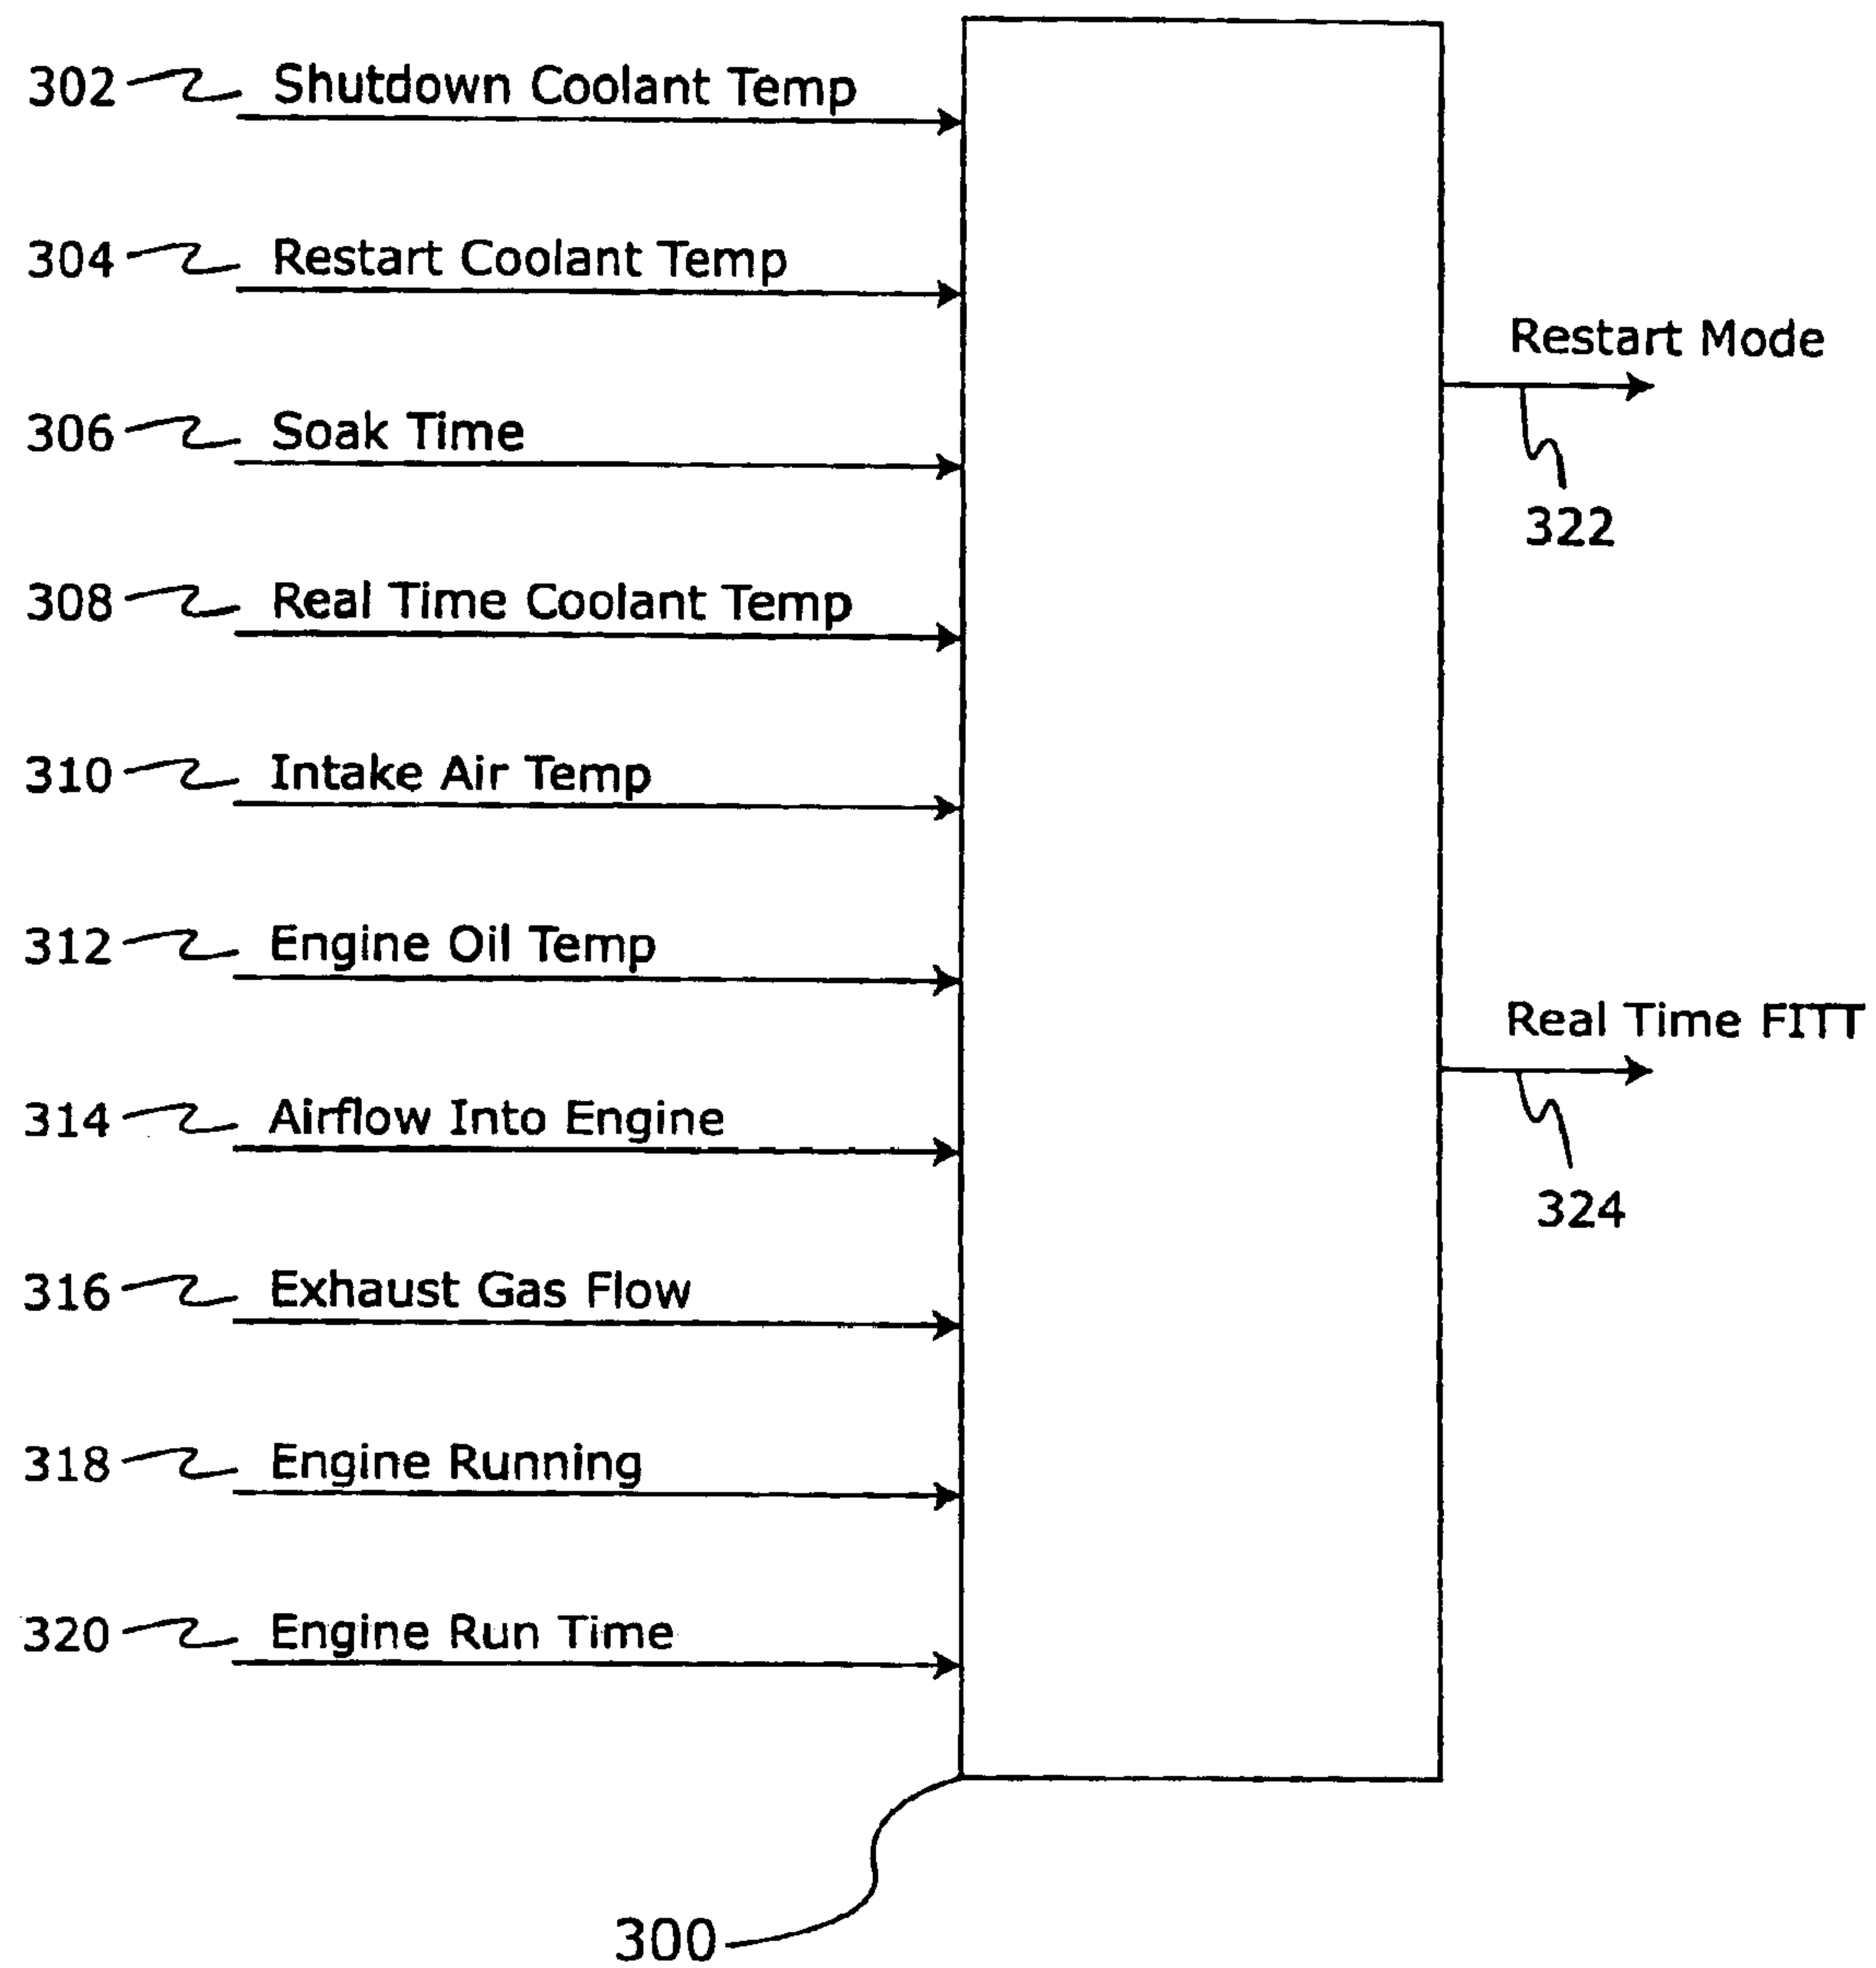 302 Shutdown Coolant Temp
304 Restart Coolant Temp
306 Soak Time
308 Real Time Coolant Temp
310 Intake Air Temp
312 Engine Oil Temp
314 Airflow Into Engine
316 Exhaust Gas Flow
318 Engine Running
320 Engine Run Time
Restart Mode
322
Real Time FITT
324
300